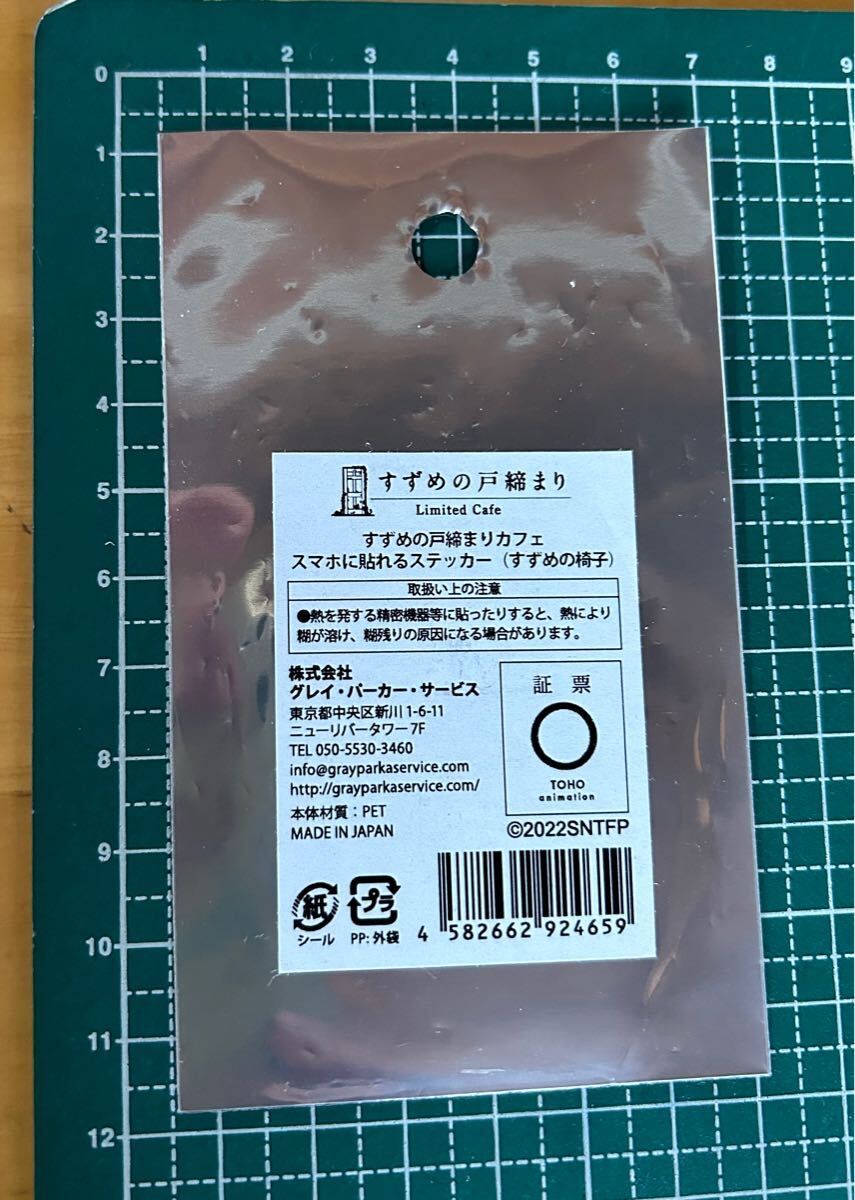 1 2 3 4 5 6 7 8 9
0
1
2
3
4
5
6
7
8
9
10
11
12
すずめの戸締まり
Limited Cafe
すずめの戸締まりカフェ
スマホに貼れるステッカー（すずめの椅子）
取扱い上の注意
●熱を発する精密機器等に貼ったりすると、熱により
糊が溶け、糊残りの原因になる場合があります。
株式会社
グレイ・パーカー・サービス
東京都中央区新川1-6-11
ニューリバータワー7F
TEL 050-5530-3460
info@grayparkaservice.com
http://grayparkaservice.com/
本体材質：PET
MADE IN JAPAN
証 票
TOHO
animation
©2022SNTFP
紙
シール
プラ
PP:外袋
4 582662 924659